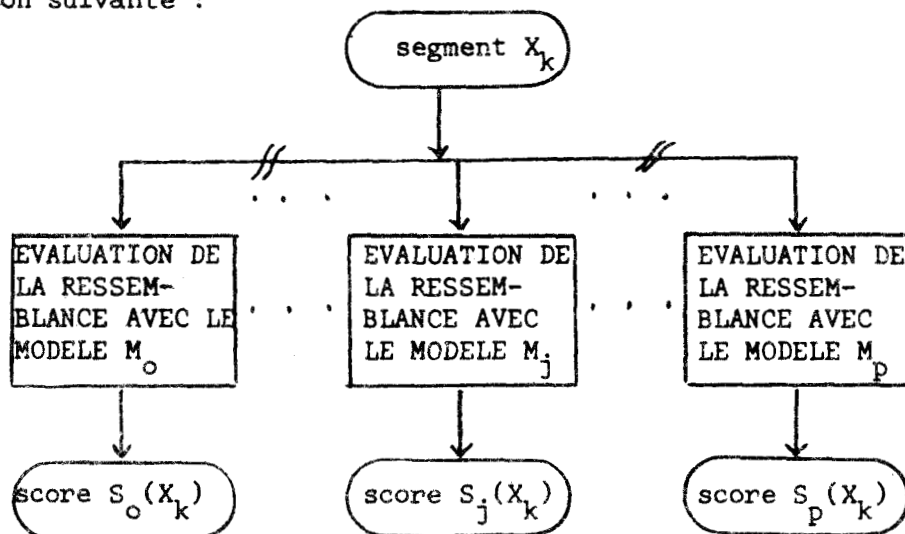 on suivante :
segment X_k
EVALUATION DE
LA RESSEM-
BLANCE AVEC LE
MODELE M_o
EVALUATION DE
LA RESSEM-
BLANCE AVEC
LE MODELE M_j
EVALUATION DE
LA RESSEM-
BLANCE AVEC
LE MODELE M_p
score S_o(X_k)
score S_j(X_k)
score S_p(X_k)